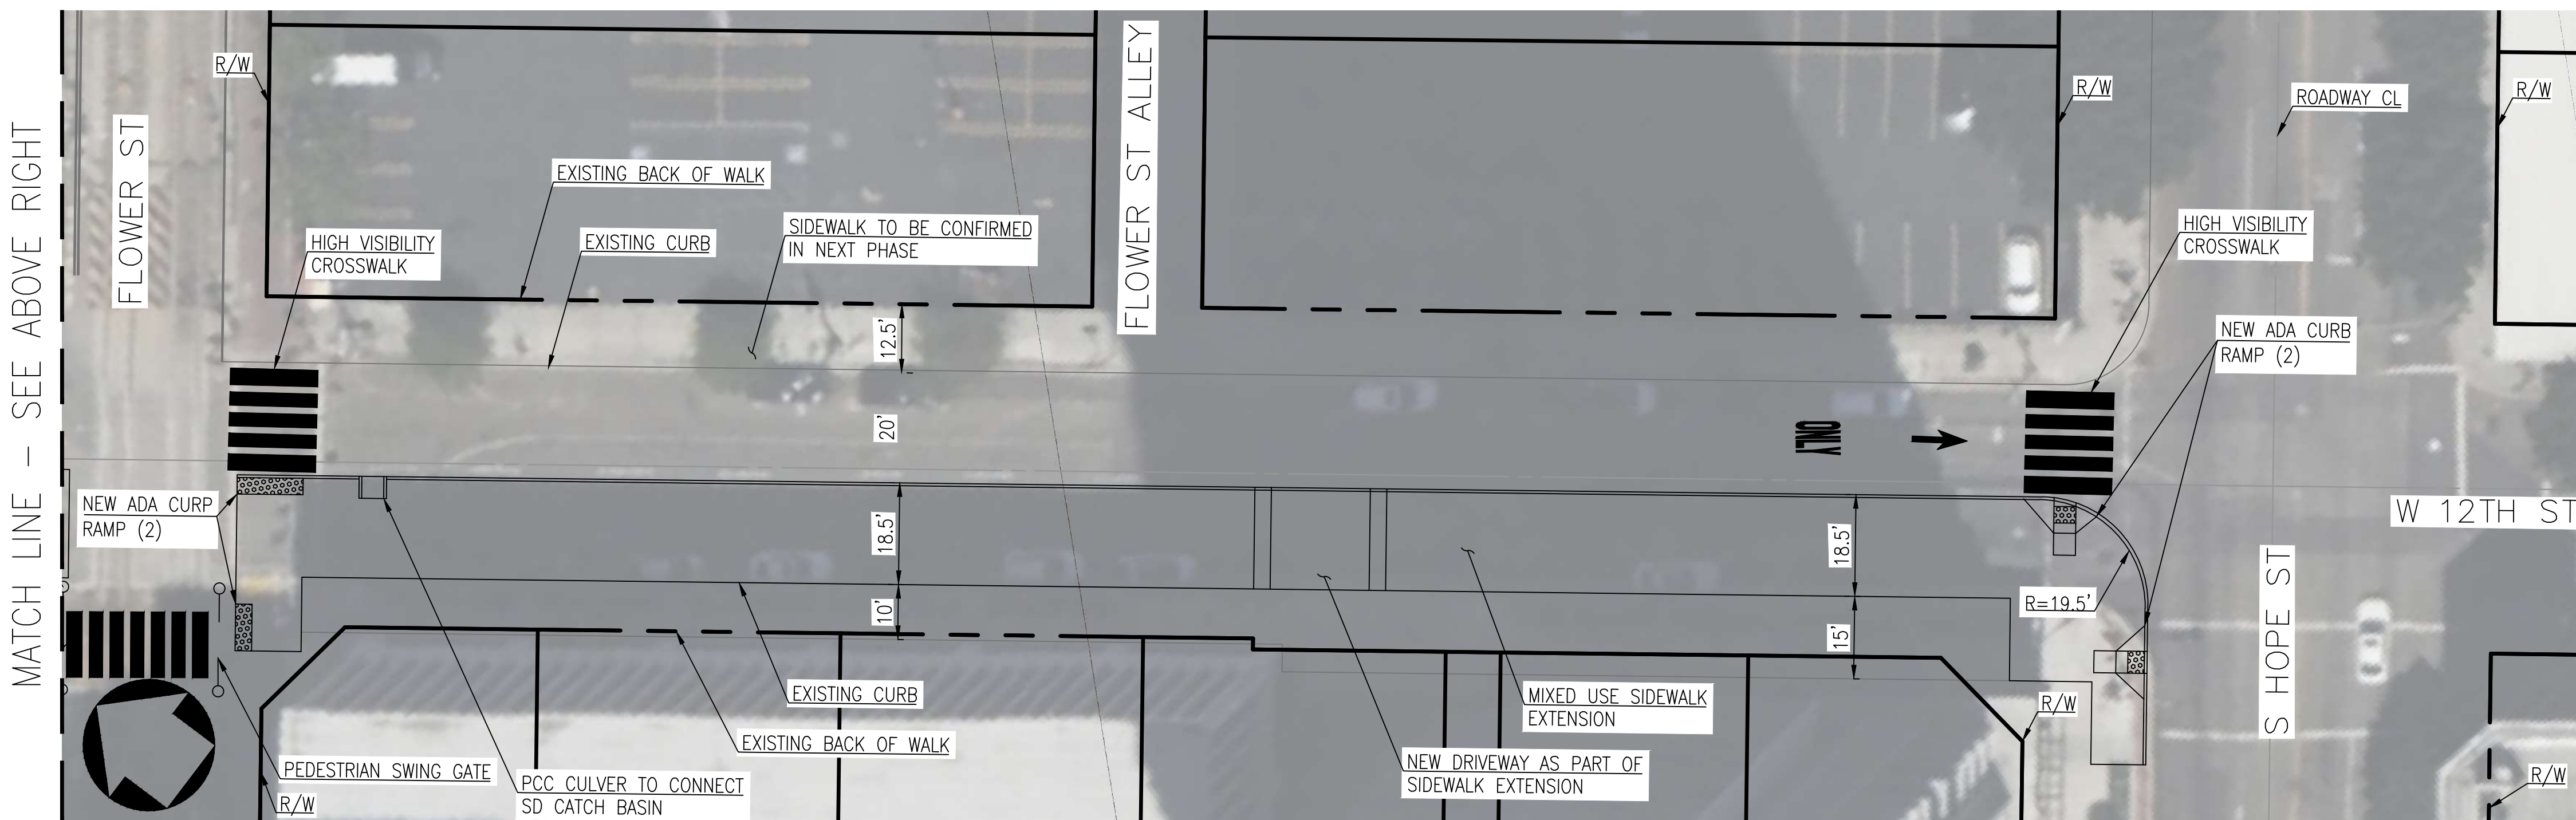 MATCH LINE - SEE ABOVE RIGHT
FLOWER ST
R/W
EXISTING BACK OF WALK
HIGH VISIBILITY
CROSSWALK
EXISTING CURB
SIDEWALK TO BE CONFIRMED
IN NEXT PHASE
FLOWER ST ALLEY
R/W
ROADWAY CL
R/W
HIGH VISIBILITY
CROSSWALK
NEW ADA CURB
RAMP (2)
12.5'
20'
ONLY
NEW ADA CURP
RAMP (2)
18.5'
10'
18.5'
15'
R=19.5'
W 12TH ST
S HOPE ST
EXISTING CURB
EXISTING BACK OF WALK
MIXED USE SIDEWALK
EXTENSION
R/W
NEW DRIVEWAY AS PART OF
SIDEWALK EXTENSION
PEDESTRIAN SWING GATE
R/W
PCC CULVER TO CONNECT
SD CATCH BASIN
R/W